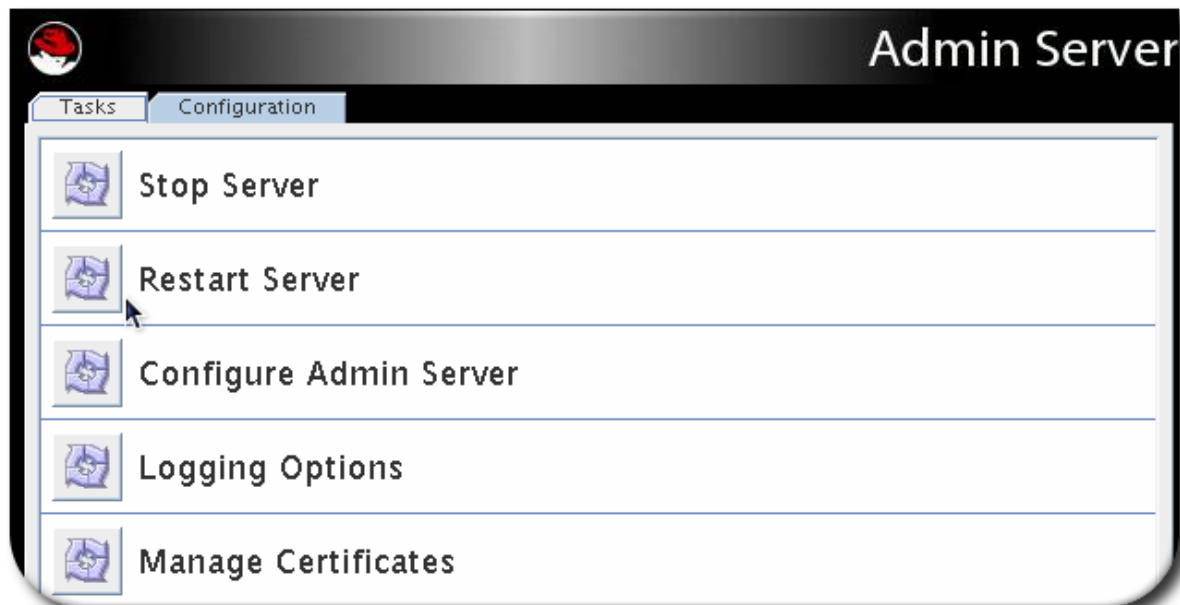 Admin Server
Tasks Configuration
Stop Server
Restart Server
Configure Admin Server
Logging Options
Manage Certificates